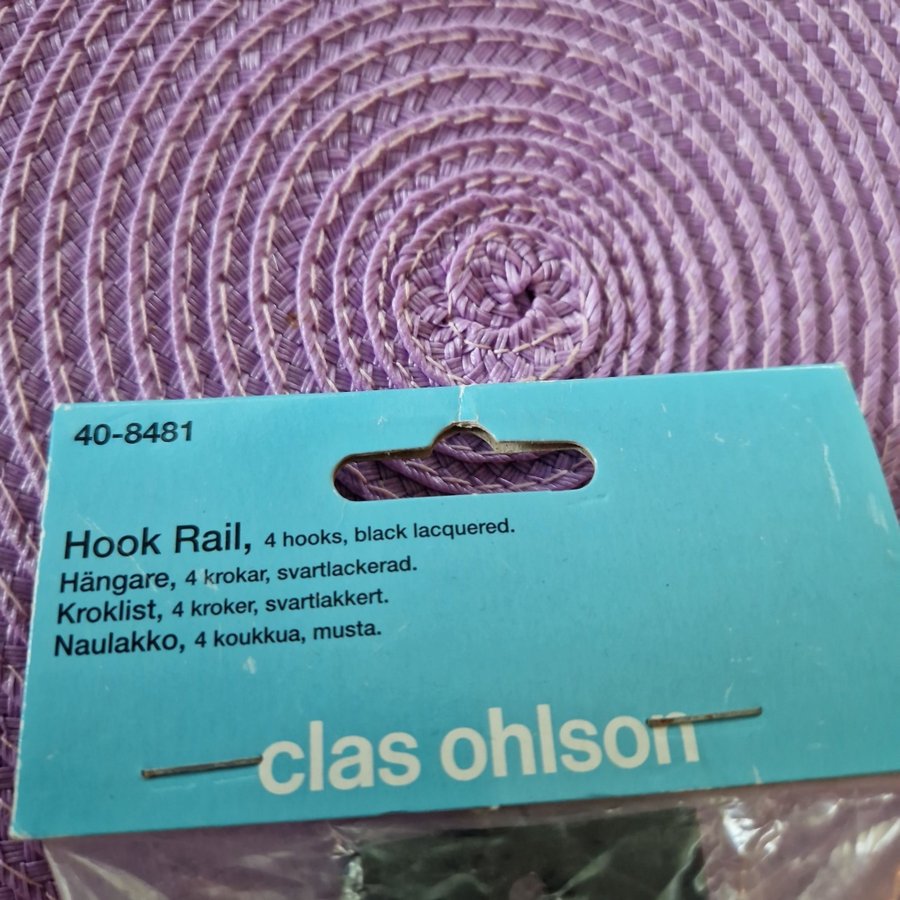 40-8481
Hook Rail, 4 hooks, black lacquered.
Hängare, 4 krokar, svartlackerad.
Kroklist, 4 kroker, svartlakkert.
Naulakko, 4 koukkua, musta.
clas ohlson